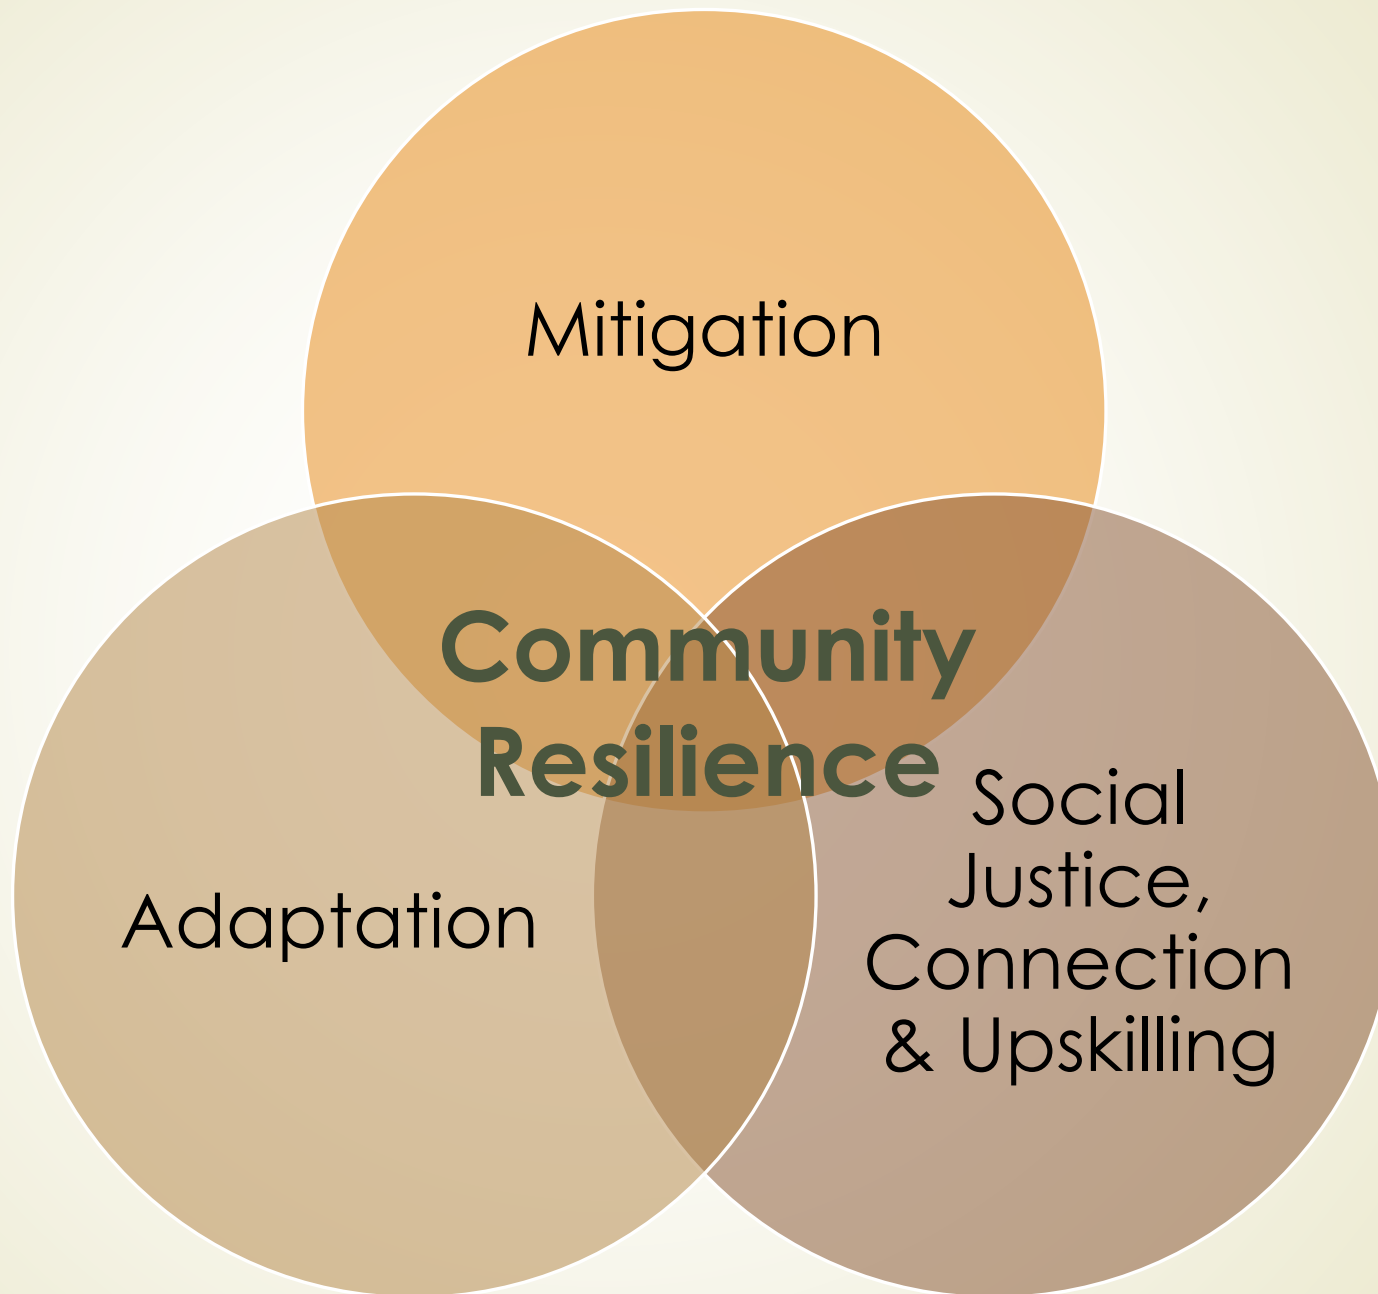 Mitigation
Community
Resilience
Adaptation
Social
Justice,
Connection
& Upskilling